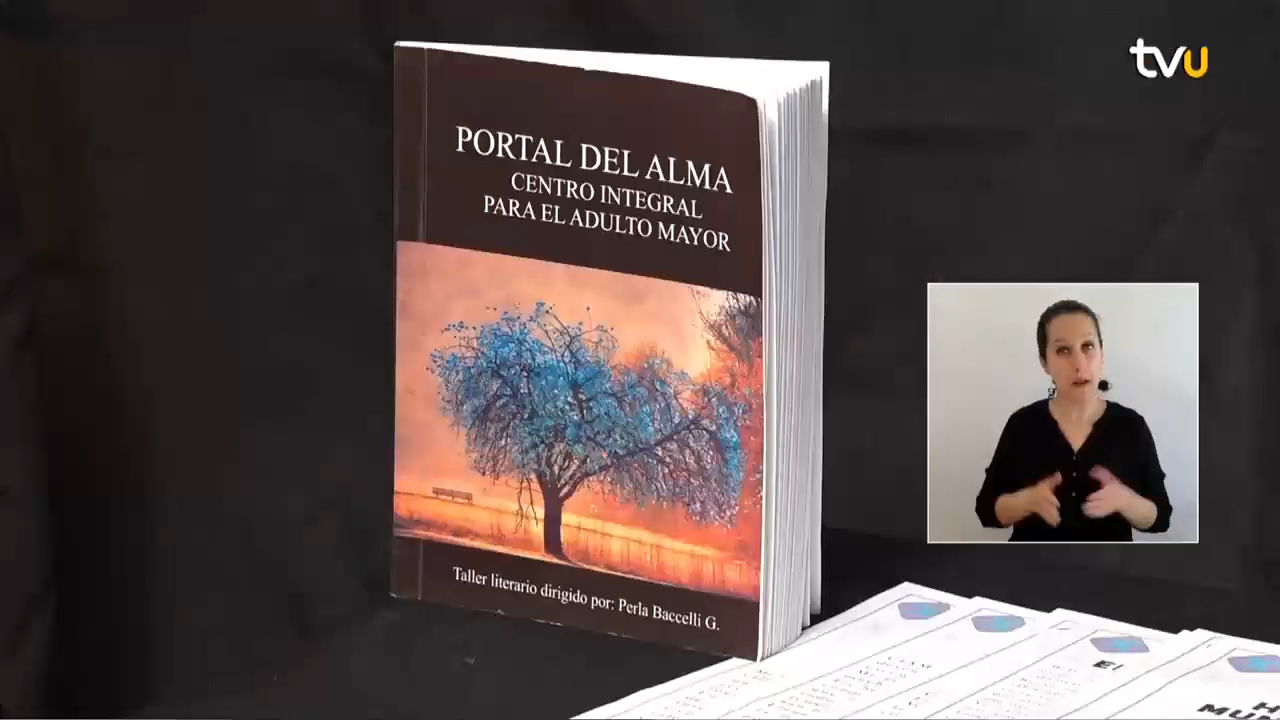 tvu
PORTAL DEL ALMA
CENTRO INTEGRAL
PARA EL ADULTO MAYOR
Taller literario dirigido por: Perla Baccelli G.